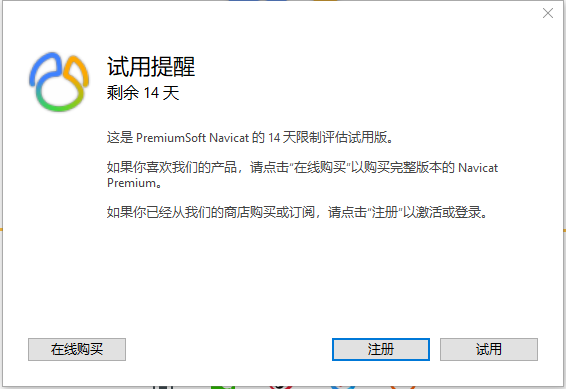 试用提醒
剩余 14 天
这是 PremiumSoft Navicat 的 14 天限制评估试用版。
如果你喜欢我们的产品，请点击“在线购买”以购买完整版本的 Navicat
Premium。
如果你已经从我们的商店购买或订阅，请点击“注册”以激活或登录。
在线购买
注册
试用